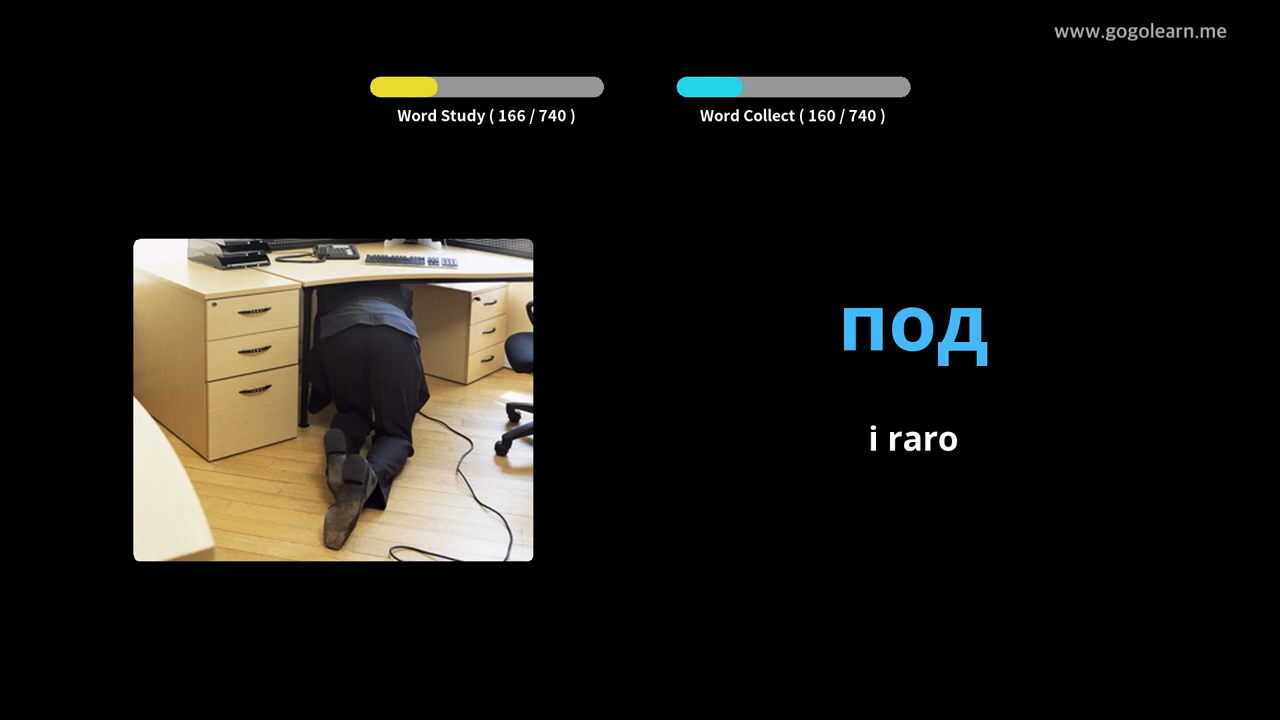 www.gogolearn.me
Word Study ( 166 / 740 )
Word Collect ( 160 / 740 )
под
i raro